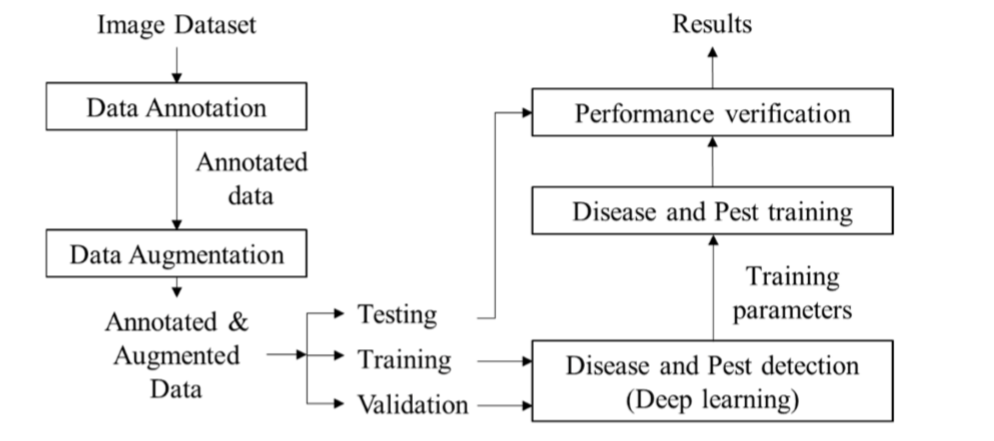 Image Dataset
Data Annotation
Annotated
data
Data Augmentation
Annotated &
Augmented
Data
Testing
Training
Validation
Results
Performance verification
Disease and Pest training
Training
parameters
Disease and Pest detection
(Deep learning)